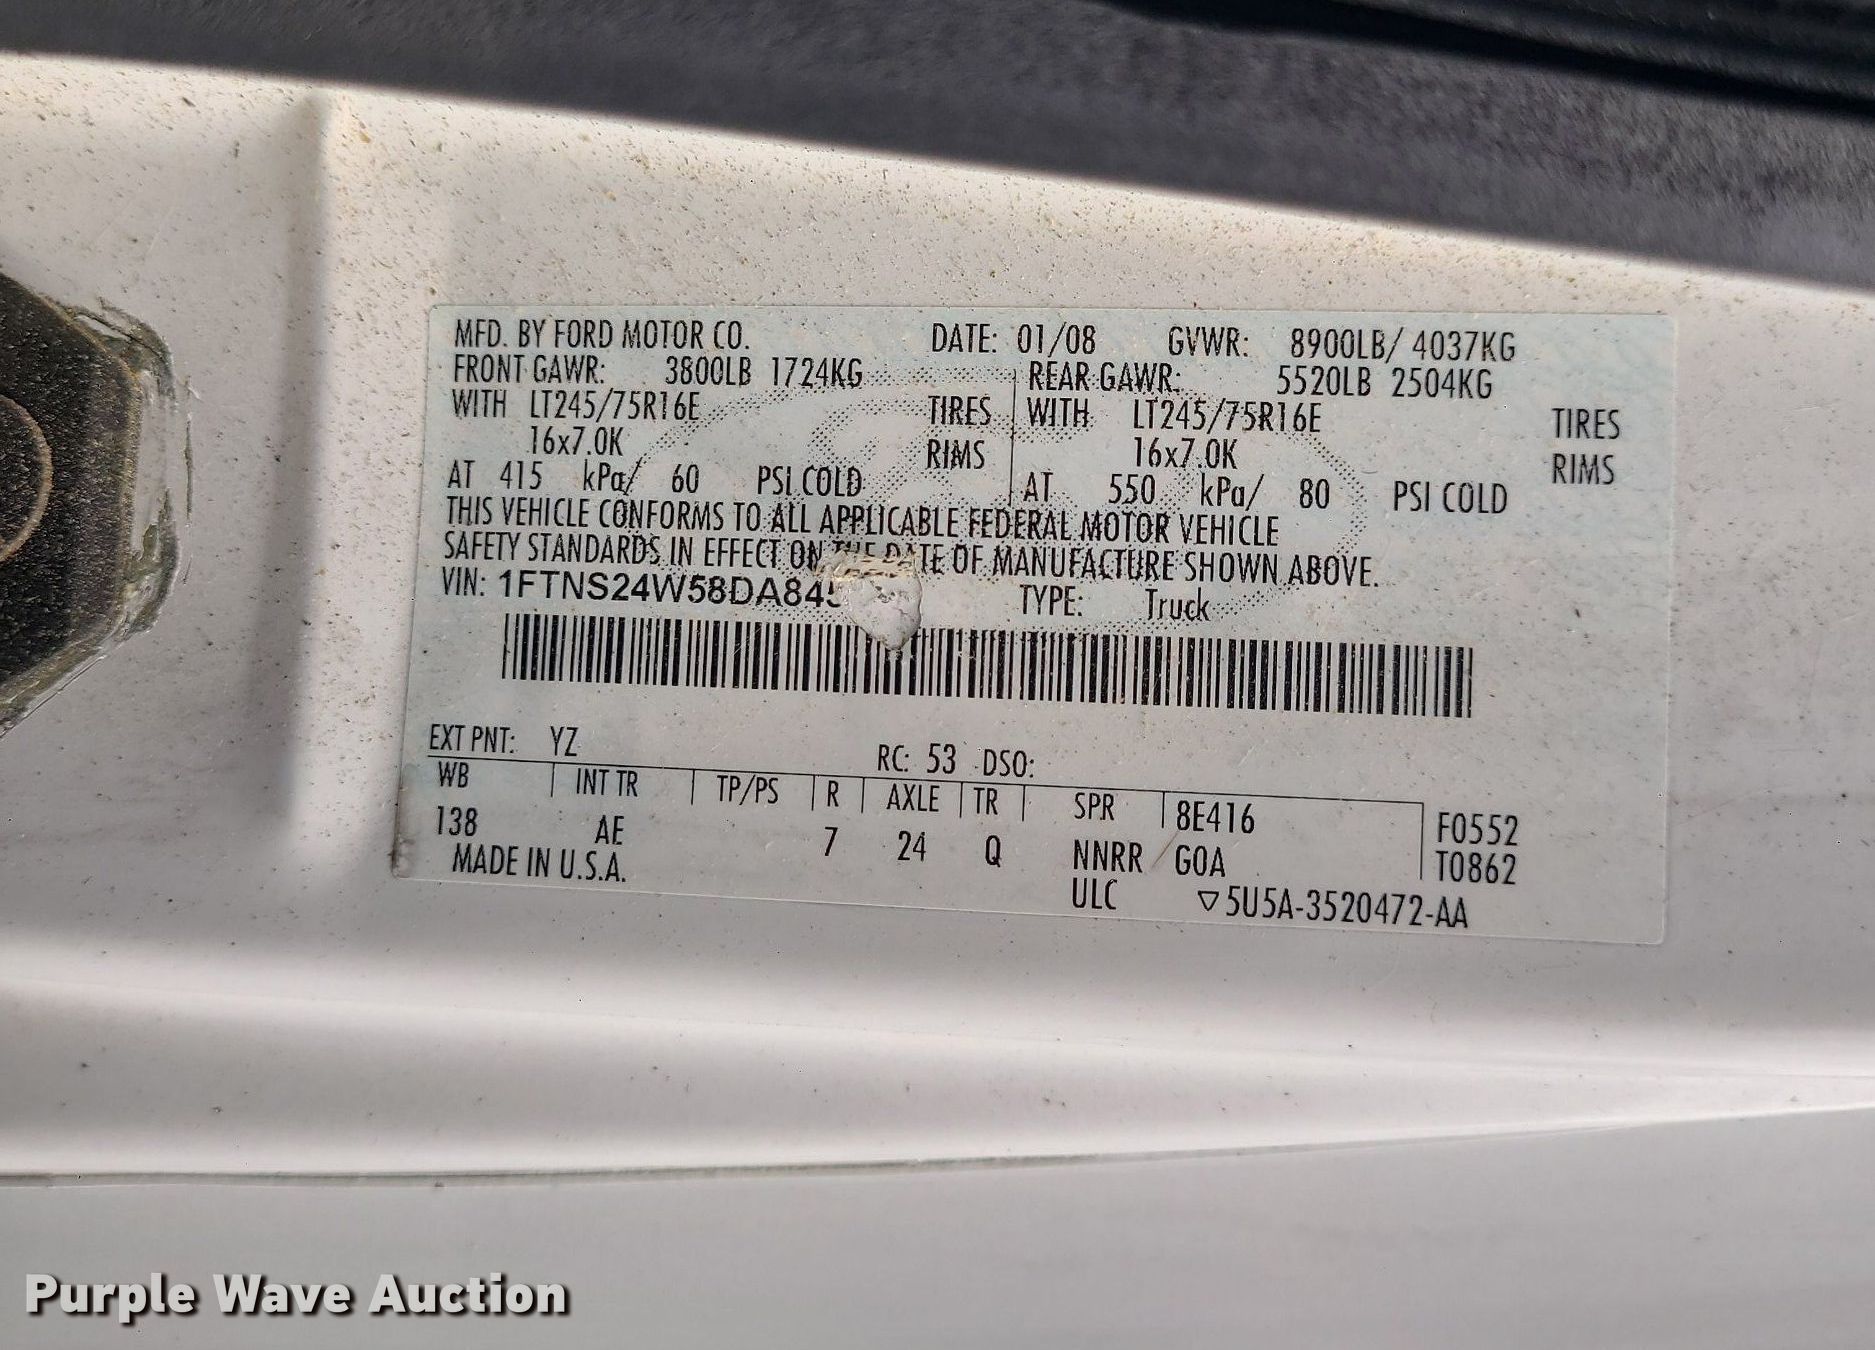 MFD. BY FORD MOTOR CO. DATE: 01/08 GVWR: 8900LB/ 4037KG
FRONT GAWR: 3800LB 1724KG REAR GAWR: 5520LB 2504KG
WITH LT245/75R16E TIRES WITH LT245/75R16E TIRES
16x7.0K RIMS 16x7.0K RIMS
AT 415 kPa/ 60 PSI COLD AT 550 kPa/ 80 PSI COLD
THIS VEHICLE CONFORMS TO ALL APPLICABLE FEDERAL MOTOR VEHICLE
SAFETY STANDARDS IN EFFECT ON THE DATE OF MANUFACTURE SHOWN ABOVE.
VIN: TYPE: Truck
EXT PNT: YZ RC: 53 DSO:
WB INT TR TP/PS R AXLE TR SPR 8E416 F0552
138 AE 7 24 Q NNRR G0A T0862
MADE IN U.S.A. ULC ▽5U5A-3520472-AA
Purple Wave Auction